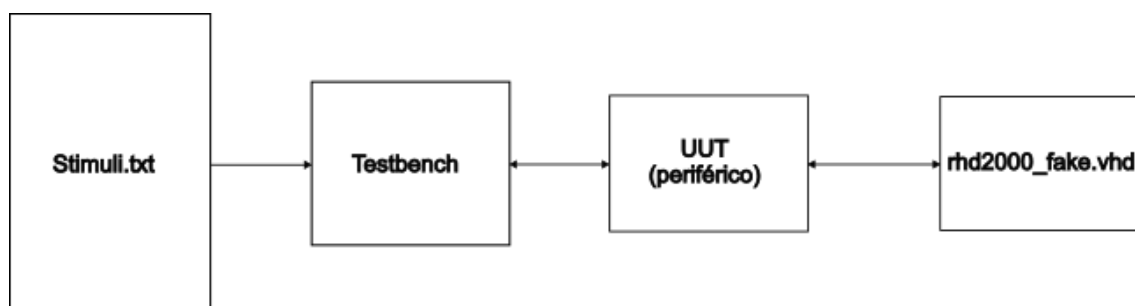 Stimuli.txt
Testbench
UUT
(periférico)
rhd2000_fake.vhd